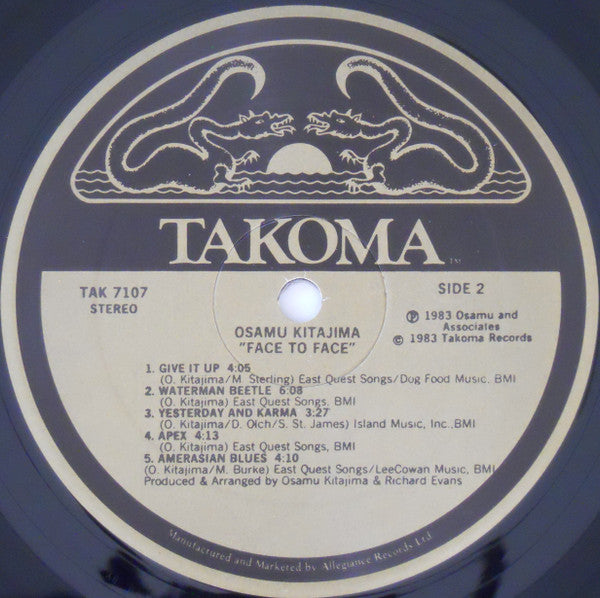 TAKOMA
TM
TAK 7107
STEREO
SIDE 2
OSAMU KITAJIMA
"FACE TO FACE"
℗ 1983 Osamu and
Associates
© 1983 Takoma Records
1. GIVE IT UP 4:05
(O. Kitajima/M. Sterling) East Quest Songs/Dog Food Music. BMI
2. WATERMAN BEETLE 6:08
(O. Kitajima) East Quest Songs, BMI
3. YESTERDAY AND KARMA 3:27
(O. Kitajima/D. Olch/S. St. James) Island Music, Inc.,BMI
4. APEX 4:13
(O. Kitajima) East Quest Songs, BMI
5. AMERASIAN BLUES 4:10
(O. Kitajima/M. Burke) East Quest Songs/LeeCowan Music, BMI
Produced & Arranged by Osamu Kitajima & Richard Evans
Manufactured and Marketed by Allegiance Records Ltd